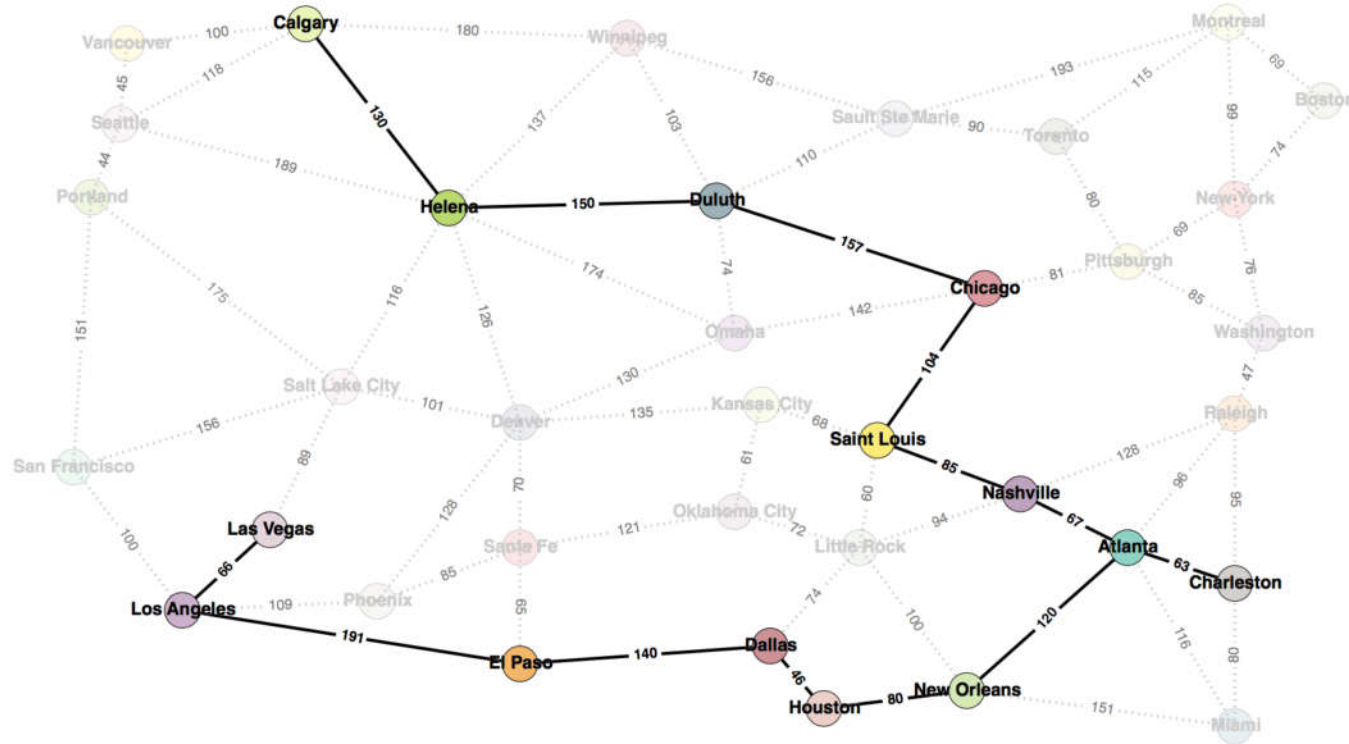 Calgary
Vancouver
100
180
Winnipeg
Montreal
118
45
156
193
115
69
Boston
Seattle
130
137
103
Sault Ste Marie
90
Toronto
99
74
44
189
110
Portland
Helena
150
Duluth
80
New York
157
69
76
Pittsburgh
81
Chicago
85
175
116
126
174
74
142
151
Omaha
Washington
104
47
130
Salt Lake City
101
Denver
135
Kansas City
68
Raleigh
156
Saint Louis
128
San Francisco
89
61
85
Nashville
96
95
70
60
128
Oklahoma City
94
67
Las Vegas
121
72
100
Santa Fe
Little Rock
Atlanta
66
63
Charleston
85
Los Angeles
109
Phoenix
65
74
100
120
116
80
191
El Paso
140
Dallas
46
New Orleans
80
Houston
151
Miami